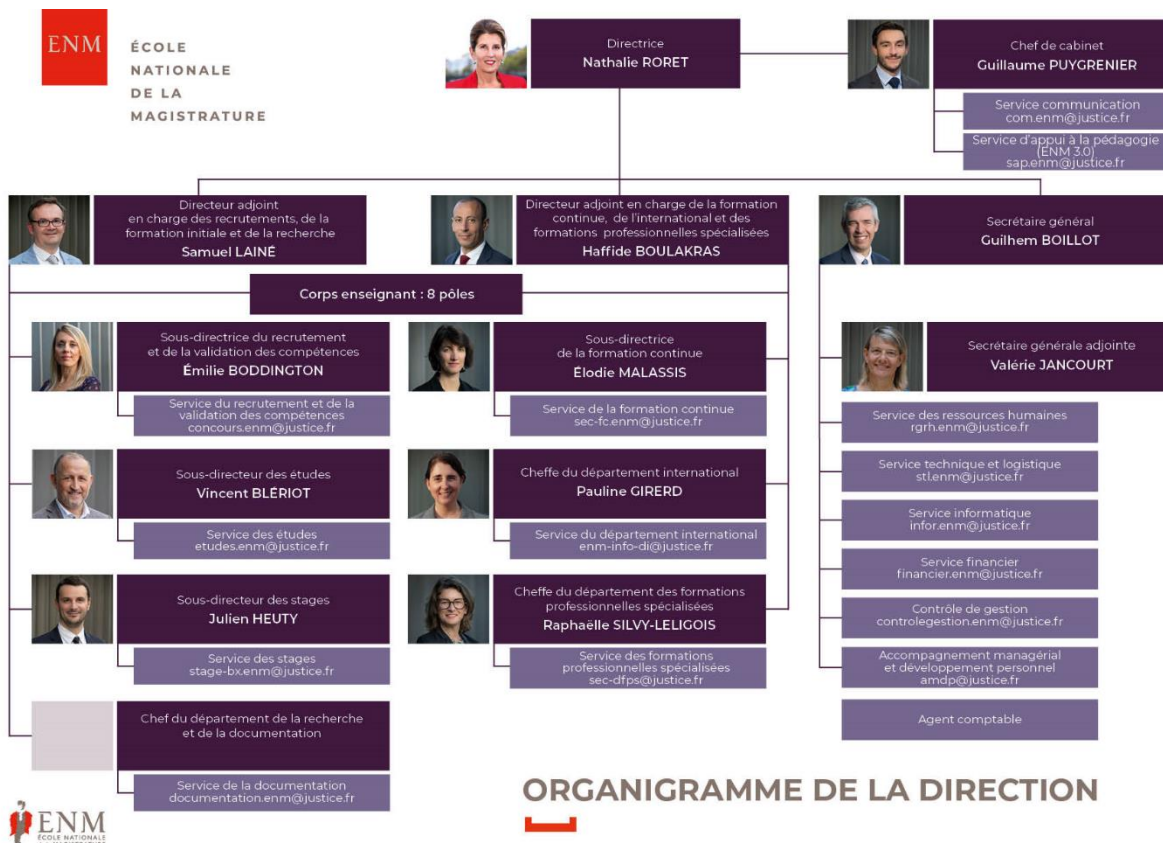 ENM
ÉCOLE
NATIONALE
DE LA
MAGISTRATURE
Directrice
Nathalie RORET
Chef de cabinet
Guillaume PUYGRENIER
Service communication
com.enm@justice.fr
Service d'appui à la pédagogie
(ENM 3.0)
sap.enm@justice.fr
Directeur adjoint
en charge des recrutements, de la
formation initiale et de la recherche
Samuel LAINÉ
Directeur adjoint en charge de la formation
continue, de l'international et des
formations professionnelles spécialisées
Haffide BOULAKRAS
Secrétaire général
Guilhem BOILLOT
Corps enseignant : 8 pôles
Sous-directrice du recrutement
et de la validation des compétences
Émilie BODDINGTON
Service du recrutement et de la
validation des compétences
concours.enm@justice.fr
Sous-directeur des études
Vincent BLÉRIOT
Service des études
etudes.enm@justice.fr
Sous-directeur des stages
Julien HEUTY
Service des stages
stage-bx.enm@justice.fr
Chef du département de la recherche
et de la documentation
Service de la documentation
documentation.enm@justice.fr
Sous-directrice
de la formation continue
Élodie MALASSIS
Service de la formation continue
sec-fc.enm@justice.fr
Cheffe du département international
Pauline GIRERD
Service du département international
enm-info-di@justice.fr
Cheffe du département des formations
professionnelles spécialisées
Raphaëlle SILVY-LELIGOIS
Service des formations
professionnelles spécialisées
sec-dfps@justice.fr
Secrétaire générale adjointe
Valérie JANCOURT
Service des ressources humaines
rgrh.enm@justice.fr
Service technique et logistique
stl.enm@justice.fr
Service informatique
infor.enm@justice.fr
Service financier
financier.enm@justice.fr
Contrôle de gestion
controlegestion.enm@justice.fr
Accompagnement managérial
et développement personnel
amdp@justice.fr
Agent comptable
ORGANIGRAMME DE LA DIRECTION
ENM
ÉCOLE NATIONALE
DE LA MAGISTRATURE